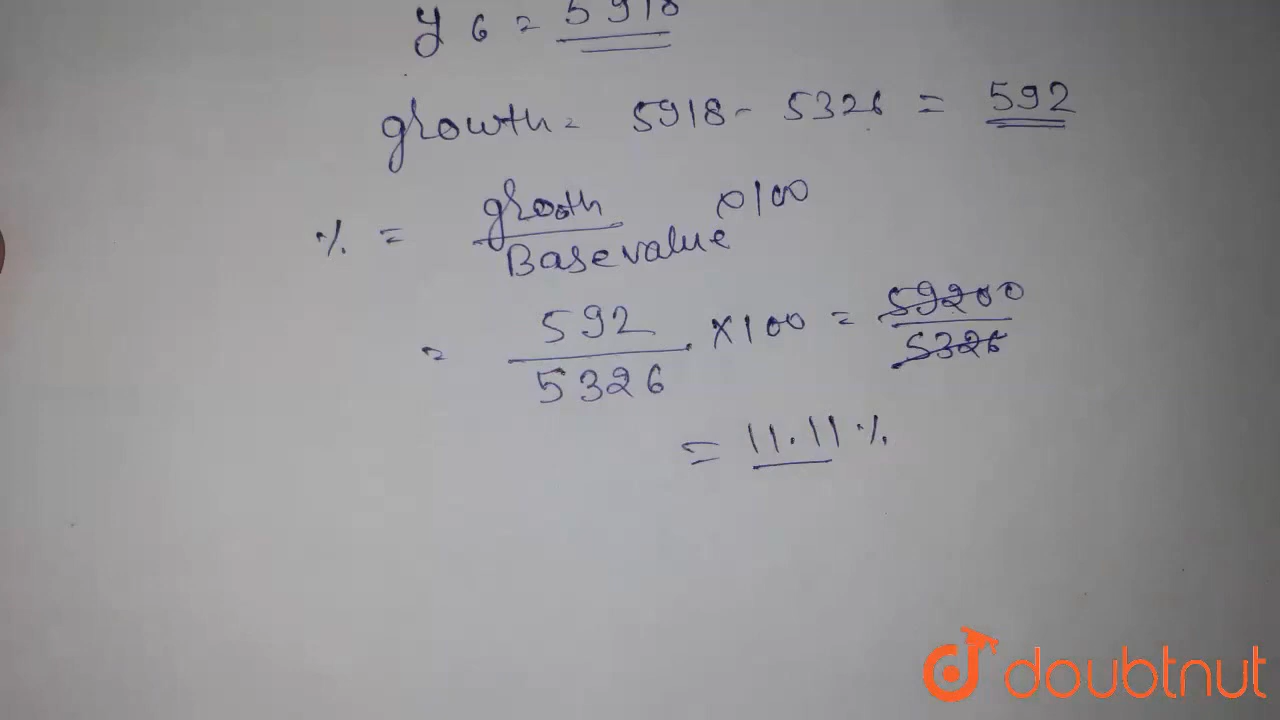 y 6 = 5918
growth = 5918 - 5326 = 592
% = growth / Base value × 100
= 592 / 5326 × 100 = 59200 / 5326
= 11.11 %
doubtnut